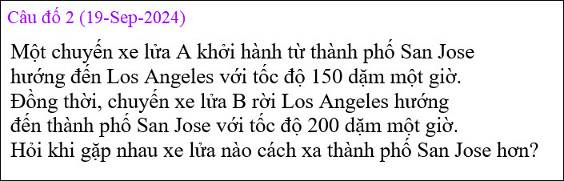 Câu đố 2 (19-Sep-2024)
Một chuyến xe lửa A khởi hành từ thành phố San Jose
hướng đến Los Angeles với tốc độ 150 dặm một giờ.
Đồng thời, chuyến xe lửa B rời Los Angeles hướng
đến thành phố San Jose với tốc độ 200 dặm một giờ.
Hỏi khi gặp nhau xe lửa nào cách xa thành phố San Jose hơn?